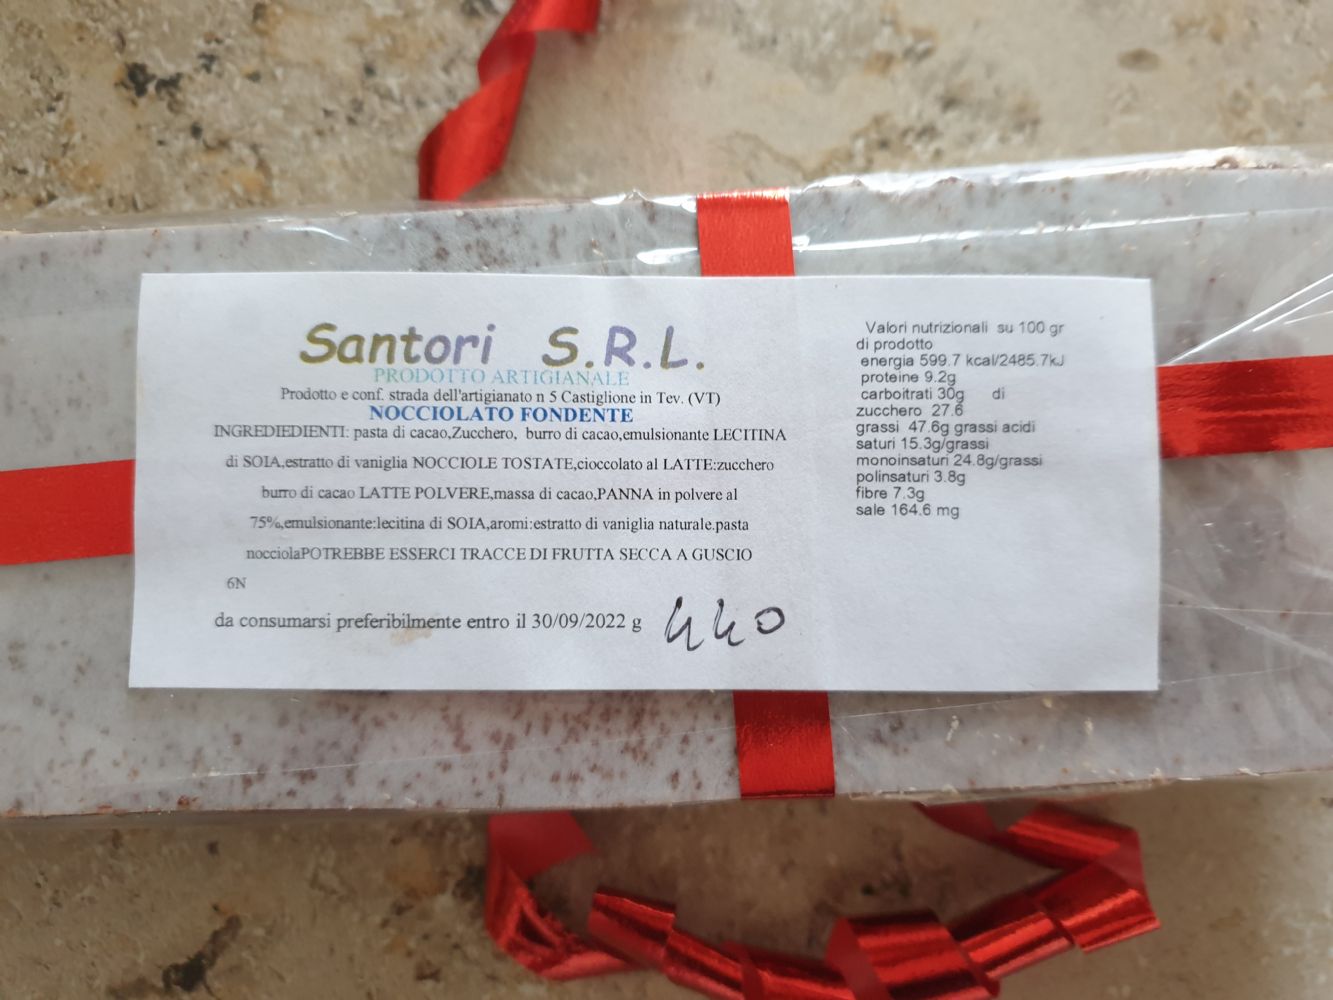 Santori S.R.L.
PRODOTTO ARTIGIANALE
Prodotto e conf. strada dell'artigianato n 5 Castiglione in Tev. (VT)
NOCCIOLATO FONDENTE
INGREDIEDIENTI: pasta di cacao,Zucchero, burro di cacao,emulsionante LECITINA
di SOIA,estratto di vaniglia NOCCIOLE TOSTATE,cioccolato al LATTE:zucchero
burro di cacao LATTE POLVERE,massa di cacao,PANNA in polvere al
75%,emulsionante:lecitina di SOIA,aromi:estratto di vaniglia naturale.pasta
nocciolaPOTREBBE ESSERCI TRACCE DI FRUTTA SECCA A GUSCIO
6N
da consumarsi preferibilmente entro il 30/09/2022 g 440
Valori nutrizionali su 100 gr
di prodotto
energia 599.7 kcal/2485.7kJ
proteine 9.2g
carboitrati 30g di
zucchero 27.6
grassi 47.6g grassi acidi
saturi 15.3g/grassi
monoinsaturi 24.8g/grassi
polinsaturi 3.8g
fibre 7.3g
sale 164.6 mg